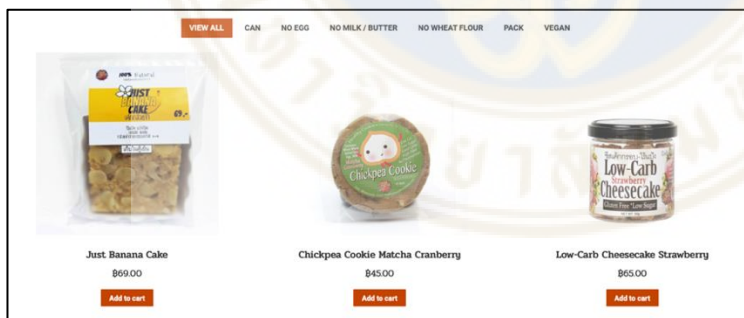 VIEW ALL CAN NO EGG NO MILK / BUTTER NO WHEAT FLOUR PACK VEGAN
JUST
BANANA
CAKE
69.-
Chickpea Cookie
Low-Carb
Strawberry
Cheesecake
Gluten Free "Low Sugar"
Just Banana Cake Chickpea Cookie Matcha Cranberry Low-Carb Cheesecake Strawberry
฿69.00 ฿45.00 ฿65.00
Add to cart Add to cart Add to cart